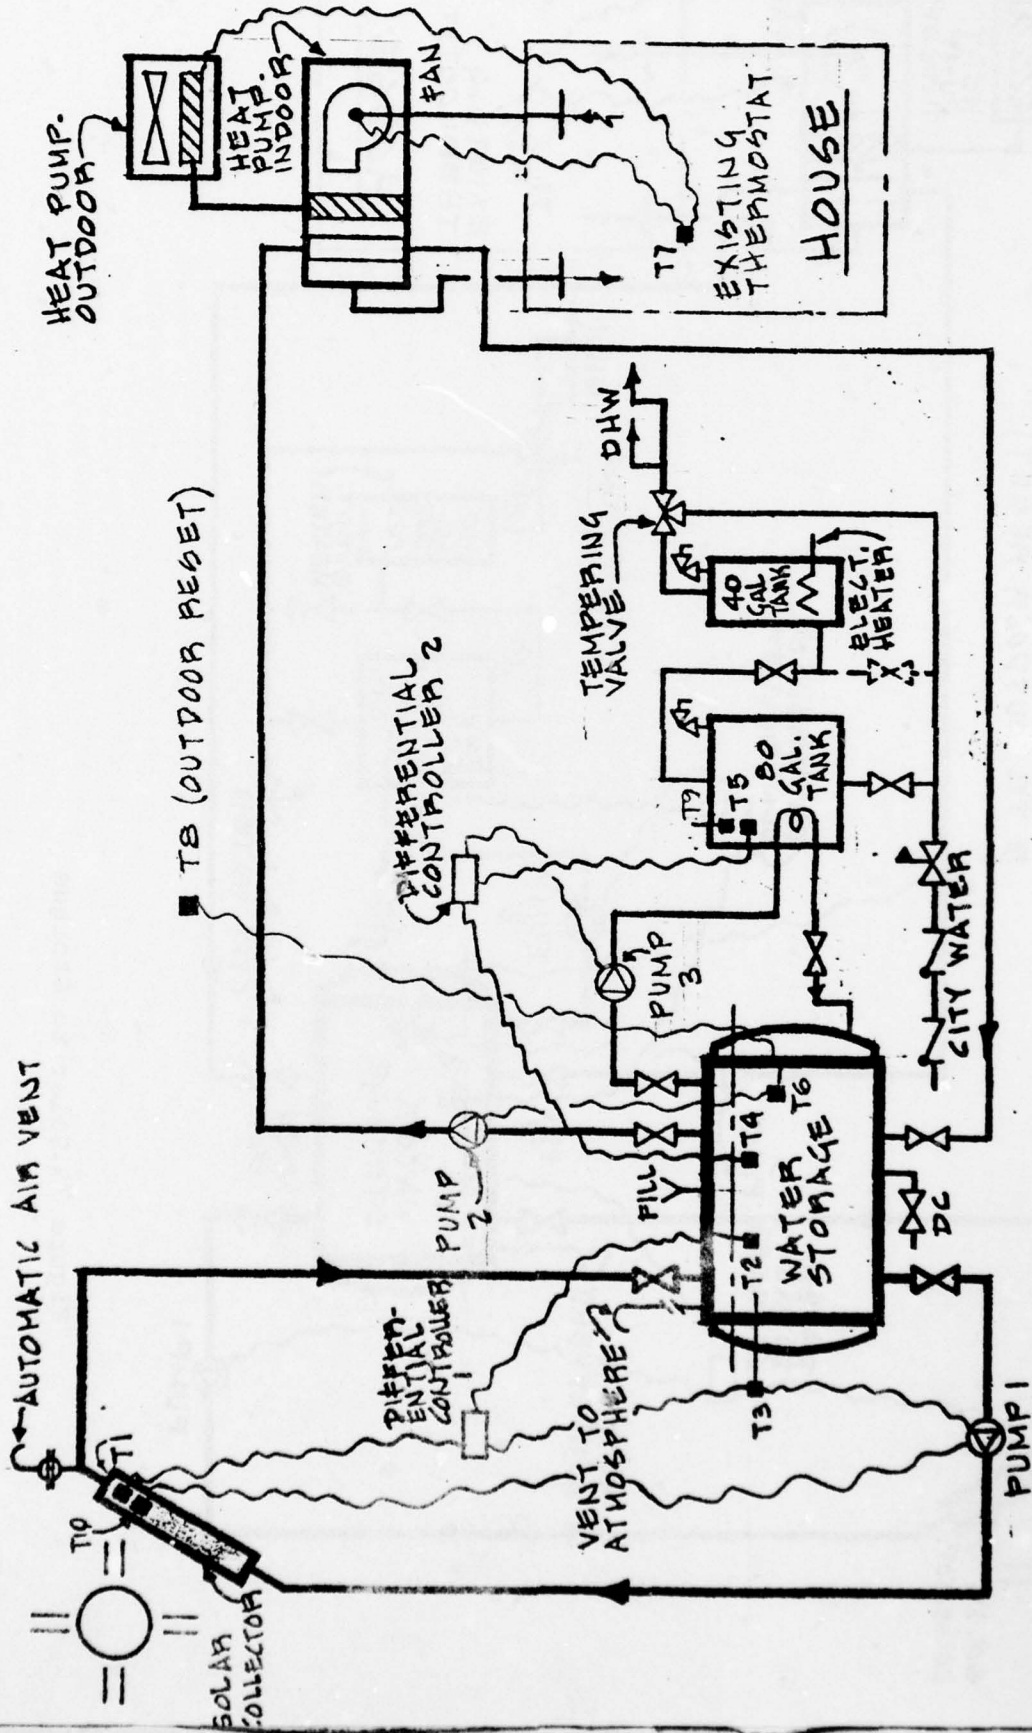 AUTOMATIC AIR VENT
T10
T1
SOLAR
COLLECTOR
DIFFER-
ENTIAL
CONTROLLER
1
VENT TO
ATMOSPHERE
T3
PUMP 1
PUMP
2
FILL
T2
T4
T6
WATER
STORAGE
DC
T8 (OUTDOOR RESET)
DIFFERENTIAL
CONTROLLER 2
PUMP
3
CITY WATER
T9
T5
80
GAL.
TANK
TEMPERING
VALVE
DHW
40
GAL
TANK
ELECT.
HEATER
HEAT PUMP.
OUTDOOR
HEAT
PUMP.
INDOOR
FAN
T7
EXISTING
THERMOSTAT
HOUSE